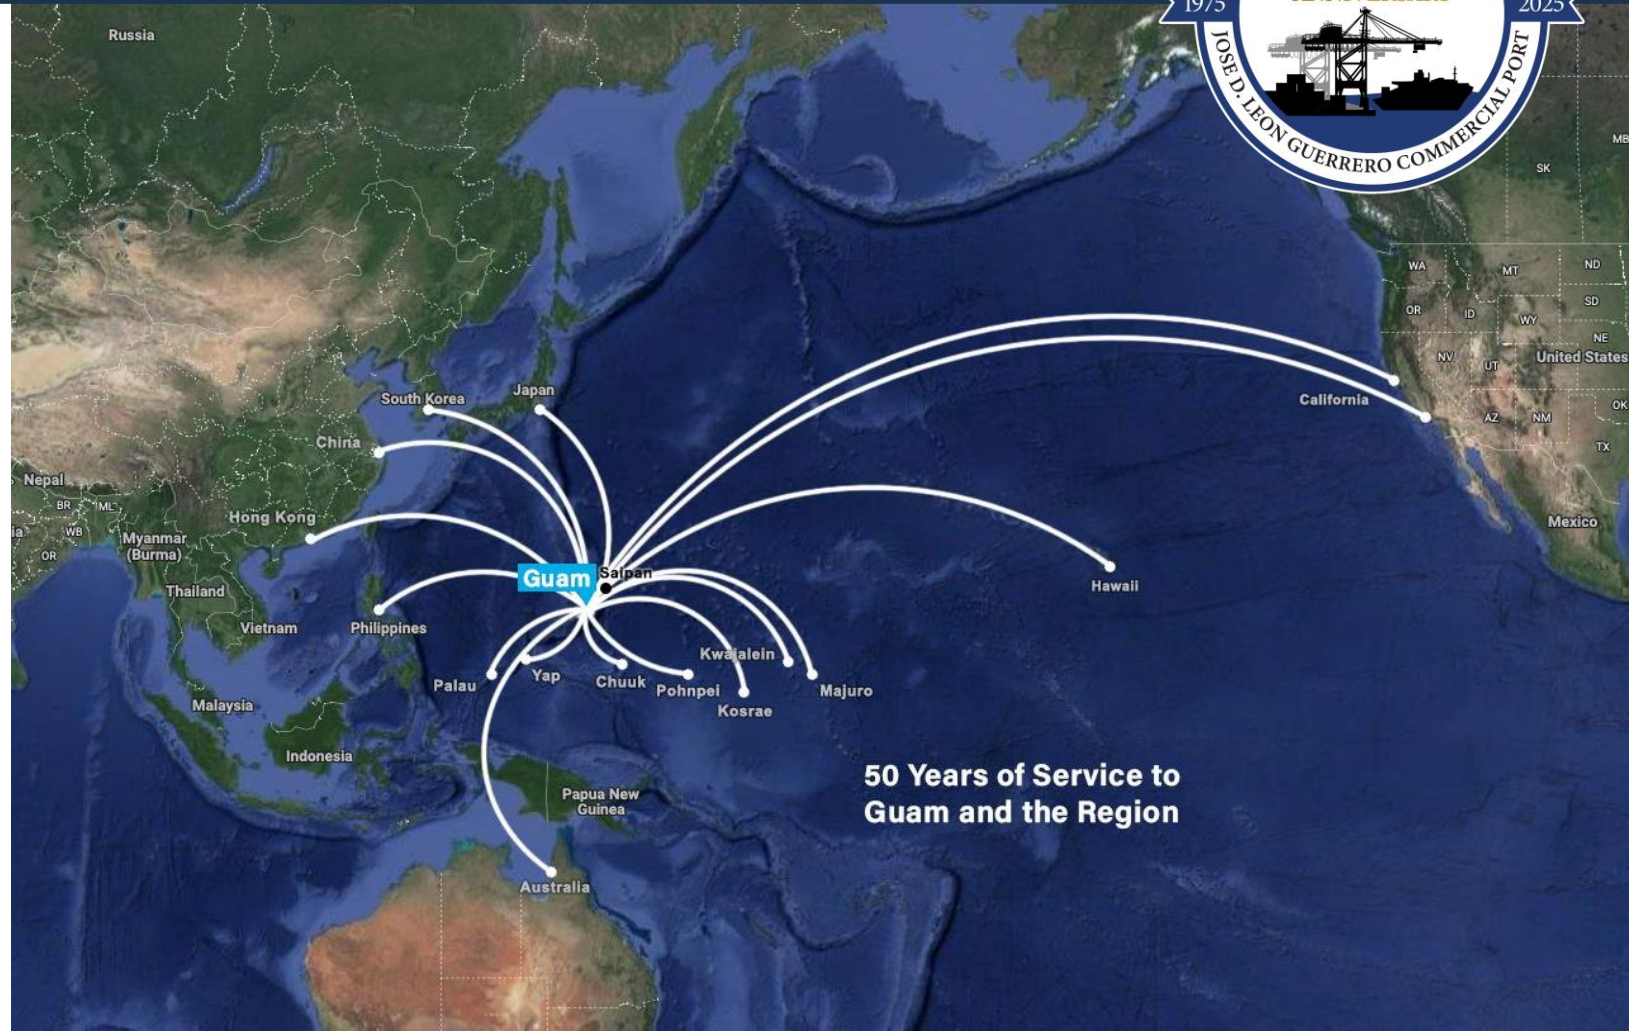 1975
2025
JOSE D. LEON GUERRERO COMMERCIAL PORT
Russia
MB
SK
WA
MT
ND
OR
ID
SD
WY
NE
NV
UT
United States
California
AZ
NM
OK
TX
Mexico
South Korea
Japan
China
Nepal
BR
ML
Hong Kong
ia
WB
OR
Myanmar
(Burma)
Thailand
Guam
Saipan
Hawaii
Vietnam
Philippines
Palau
Yap
Chuuk
Pohnpei
Kosrae
Kwajalein
Majuro
Malaysia
Indonesia
Papua New
Guinea
50 Years of Service to
Guam and the Region
Australia